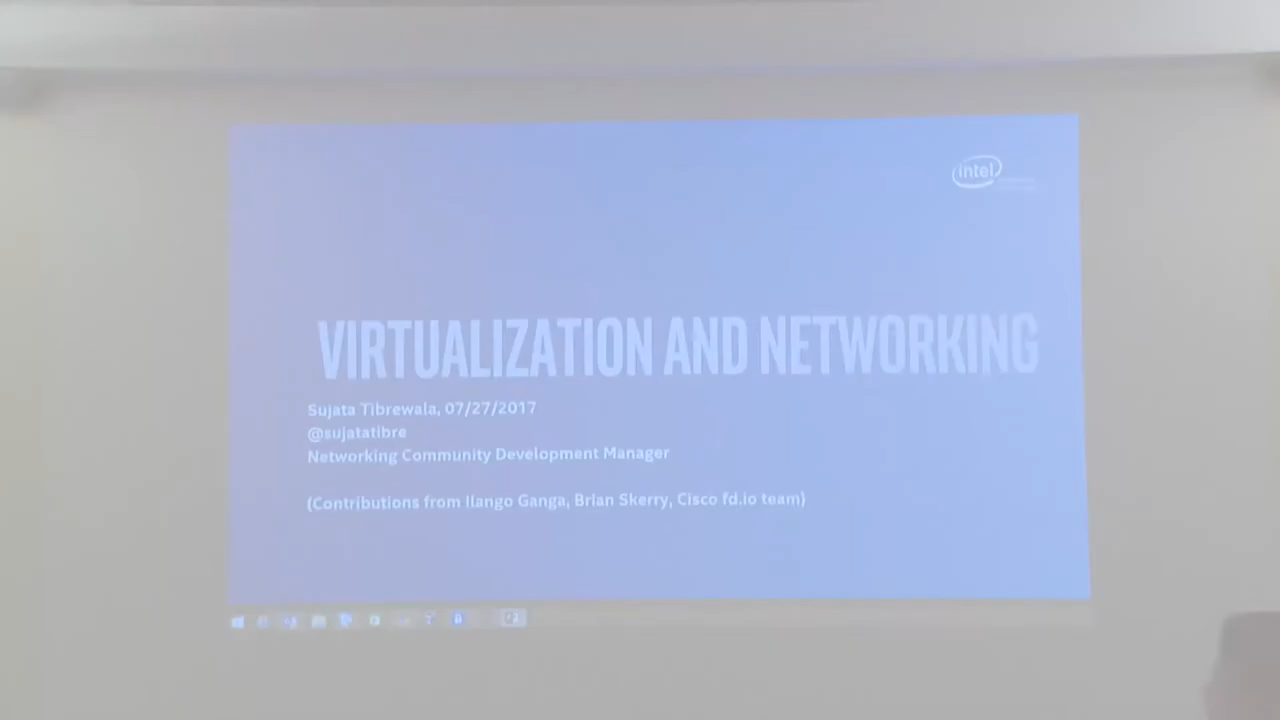 intel
VIRTUALIZATION AND NETWORKING
Sujata Tibrewala, 07/27/2017
@sujatatibre
Networking Community Development Manager
(Contributions from Ilango Ganga, Brian Skerry, Cisco fd.io team)